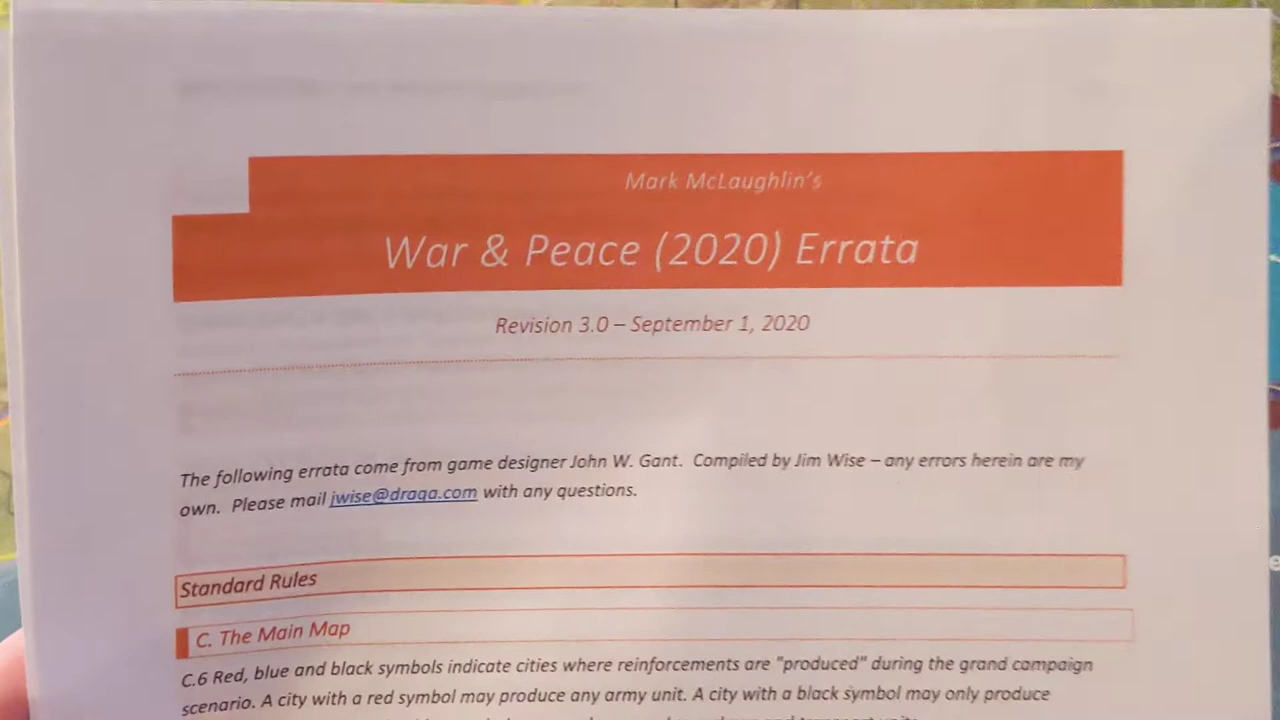 Mark McLaughlin's
War & Peace (2020) Errata
Revision 3.0 – September 1, 2020
The following errata come from game designer John W. Gant. Compiled by Jim Wise – any errors herein are my
own. Please mail jwise@draga.com with any questions.
Standard Rules
C. The Main Map
C.6 Red, blue and black symbols indicate cities where reinforcements are "produced" during the grand campaign
scenario. A city with a red symbol may produce any army unit. A city with a black symbol may only produce